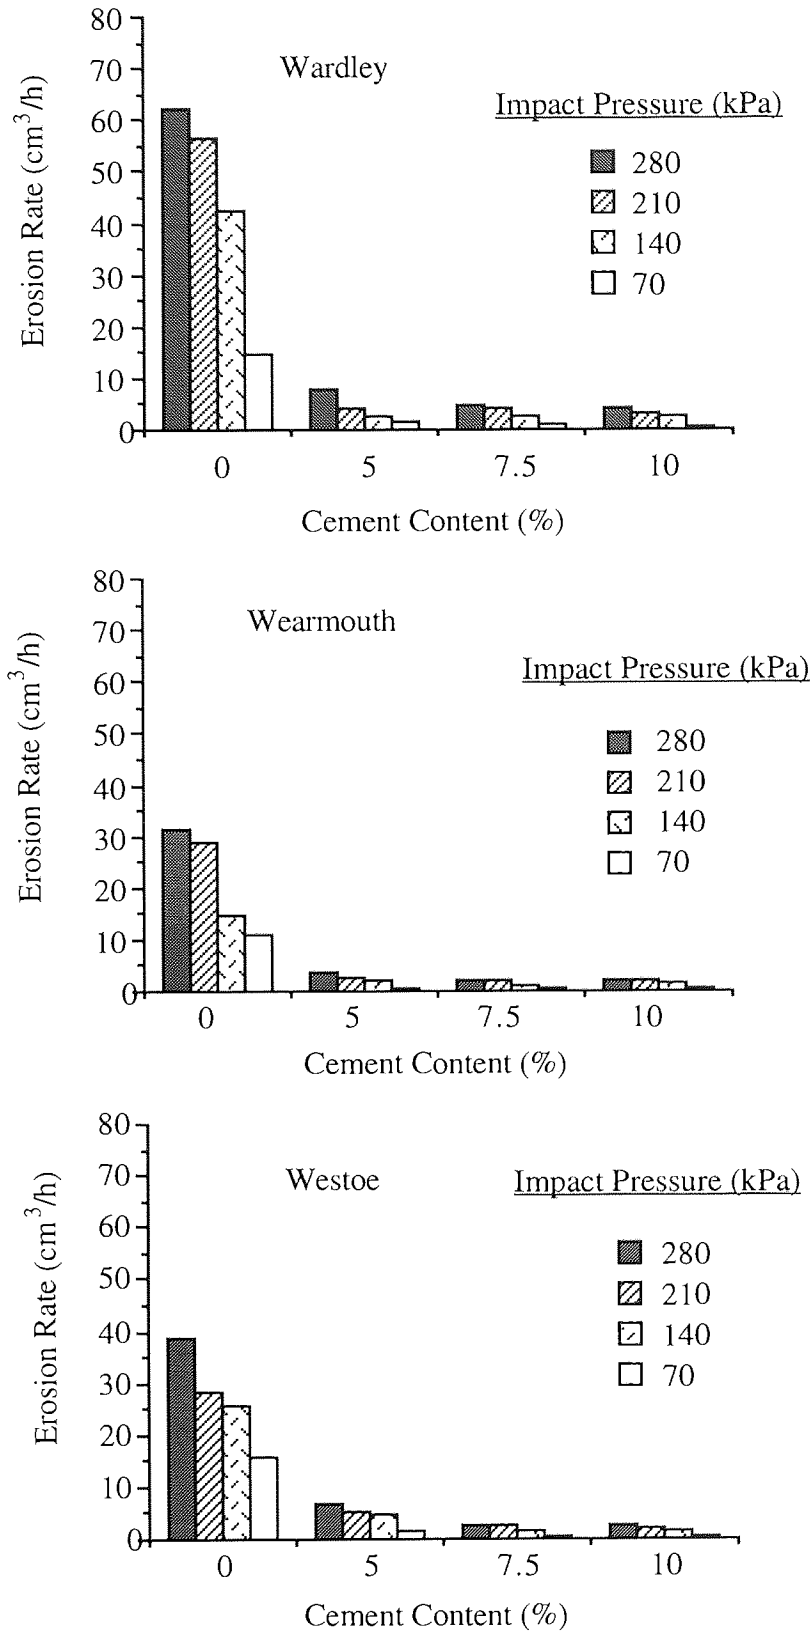 80
Wardley
70
Impact Pressure (kPa)
60
280
50
210
40
140
30
70
20
10
0
Erosion Rate (cm³/h)
0 5 7.5 10
Cement Content (%)
80
Wearmouth
70
Impact Pressure (kPa)
60
280
50
210
40
140
30
70
20
10
0
Erosion Rate (cm³/h)
0 5 7.5 10
Cement Content (%)
80
Westoe
Impact Pressure (kPa)
70
60
280
50
210
40
140
30
70
20
10
0
Erosion Rate (cm³/h)
0 5 7.5 10
Cement Content (%)